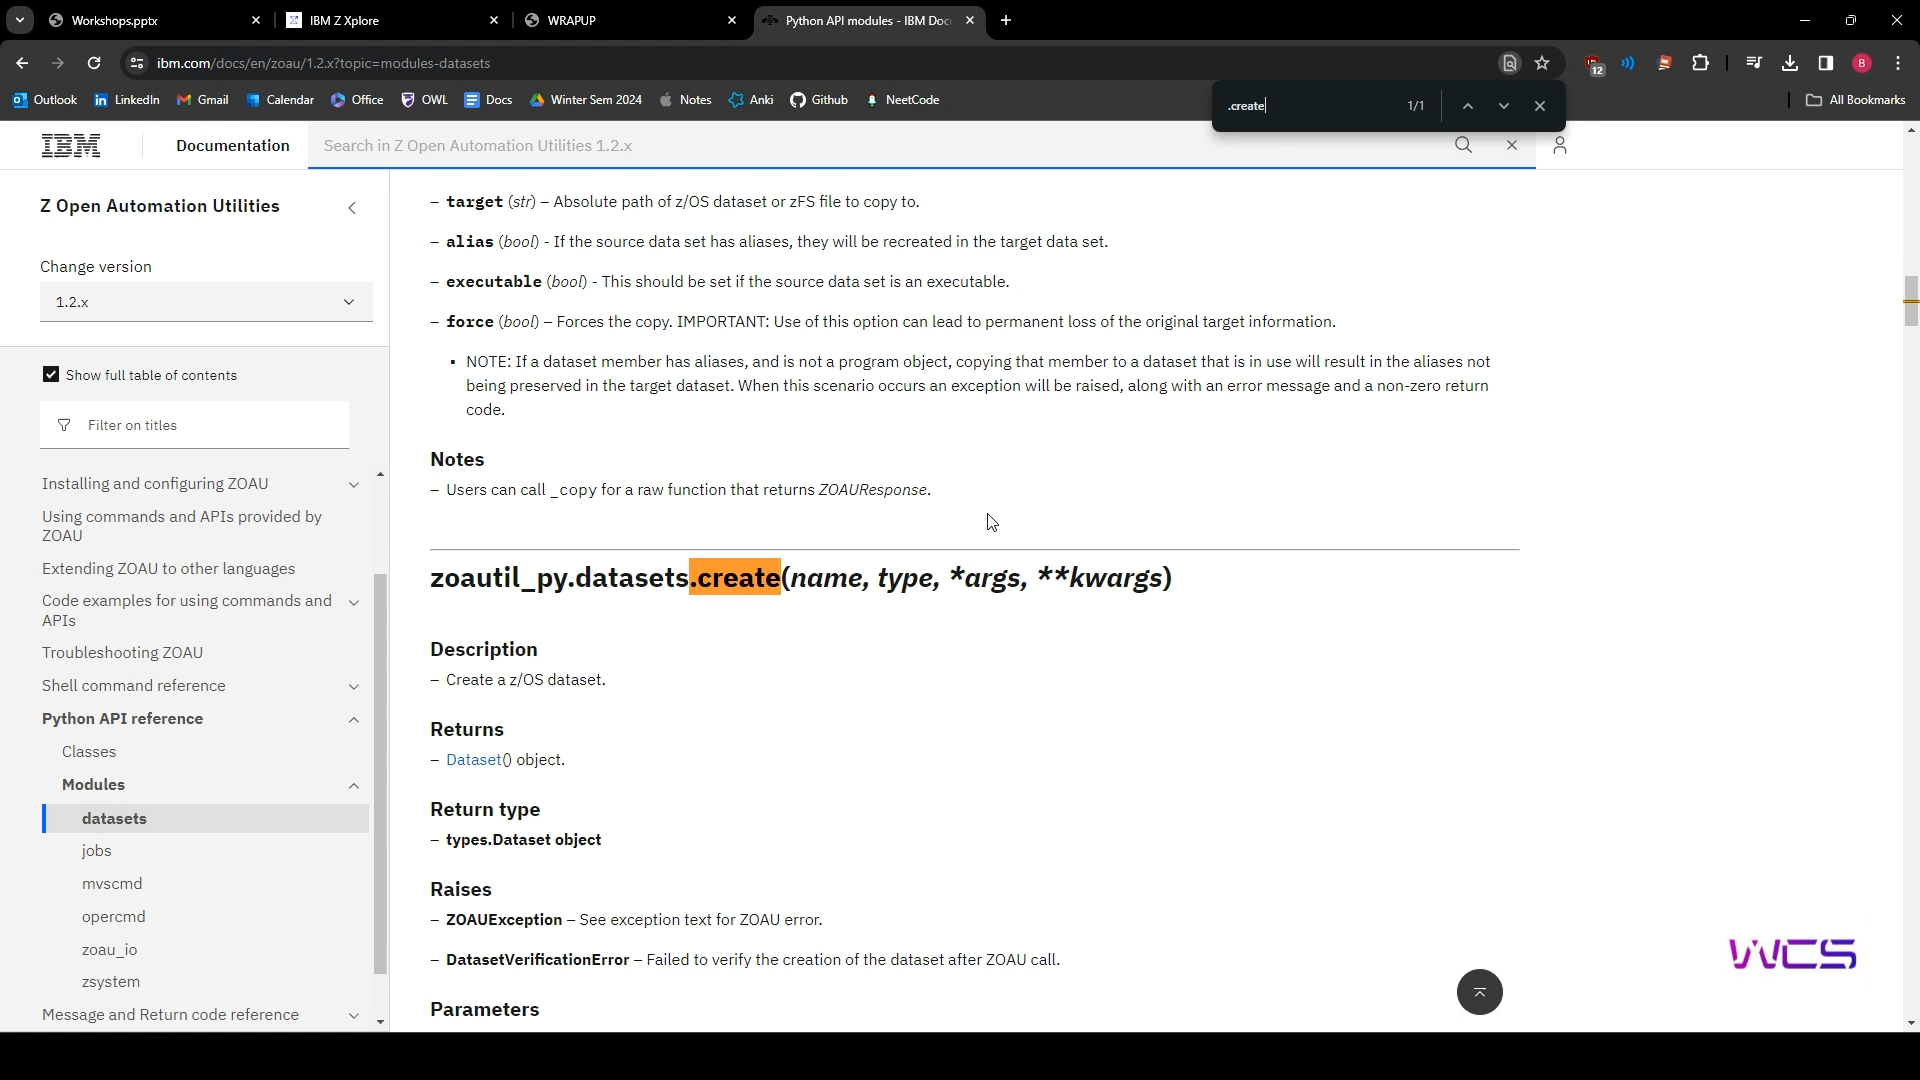 Workshops.pptx
IBM Z Xplore
WRAPUP
Python API modules - IBM Doc
ibm.com/docs/en/zoau/1.2.x?topic=modules-datasets
12
B
Outlook
LinkedIn
Gmail
Calendar
Office
OWL
Docs
Winter Sem 2024
Notes
Anki
Github
NeetCode
All Bookmarks
.create
1/1
IBM
Documentation
Search in Z Open Automation Utilities 1.2.x
Z Open Automation Utilities
Change version
1.2.x
Show full table of contents
Filter on titles
Installing and configuring ZOAU
Using commands and APIs provided by
ZOAU
Extending ZOAU to other languages
Code examples for using commands and
APIs
Troubleshooting ZOAU
Shell command reference
Python API reference
Classes
Modules
datasets
jobs
mvscmd
opercmd
zoau_io
zsystem
Message and Return code reference
– target (str) – Absolute path of z/OS dataset or zFS file to copy to.
– alias (bool) - If the source data set has aliases, they will be recreated in the target data set.
– executable (bool) - This should be set if the source data set is an executable.
– force (bool) – Forces the copy. IMPORTANT: Use of this option can lead to permanent loss of the original target information.
▪ NOTE: If a dataset member has aliases, and is not a program object, copying that member to a dataset that is in use will result in the aliases not
being preserved in the target dataset. When this scenario occurs an exception will be raised, along with an error message and a non-zero return
code.
Notes
– Users can call _copy for a raw function that returns ZOAUResponse.
zoautil_py.datasets.create(name, type, *args, **kwargs)
Description
– Create a z/OS dataset.
Returns
– Dataset() object.
Return type
– types.Dataset object
Raises
– ZOAUException – See exception text for ZOAU error.
– DatasetVerificationError – Failed to verify the creation of the dataset after ZOAU call.
Parameters
WCS